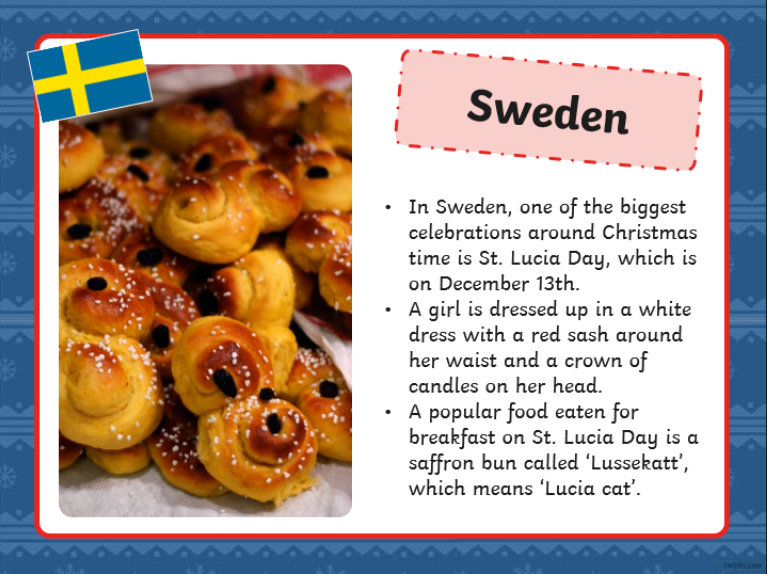 Sweden
• In Sweden, one of the biggest
celebrations around Christmas
time is St. Lucia Day, which is
on December 13th.
• A girl is dressed up in a white
dress with a red sash around
her waist and a crown of
candles on her head.
• A popular food eaten for
breakfast on St. Lucia Day is a
saffron bun called ‘Lussekatt’,
which means ‘Lucia cat’.